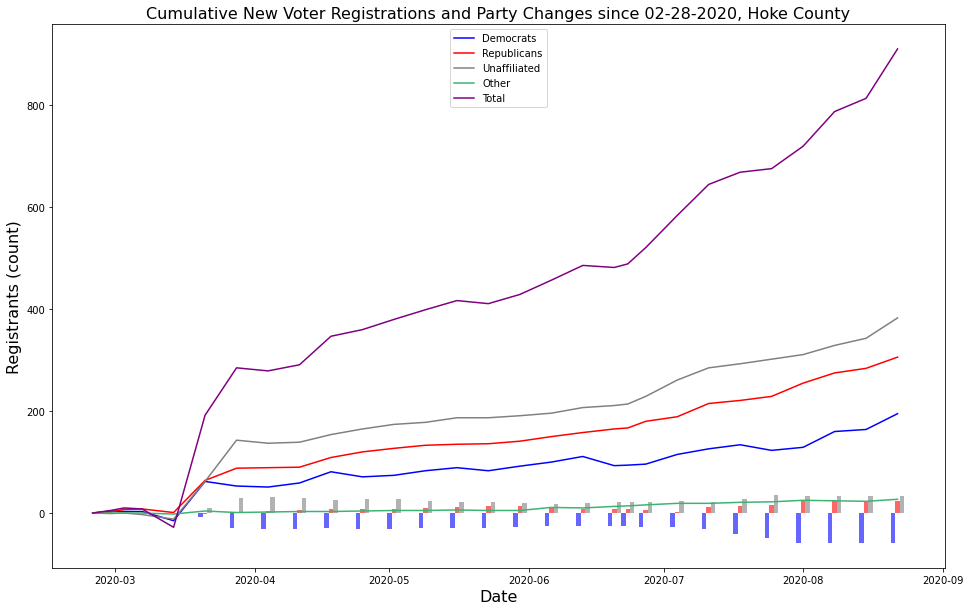 Cumulative New Voter Registrations and Party Changes since 02-28-2020, Hoke County
Democrats
Republicans
Unaffiliated
Other
Total
Registrants (count)
800
600
400
200
0
2020-03
2020-04
2020-05
2020-06
2020-07
2020-08
2020-09
Date